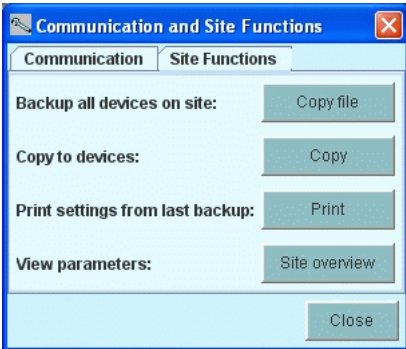 Communication and Site Functions
Communication Site Functions
Backup all devices on site: Copy file
Copy to devices: Copy
Print settings from last backup: Print
View parameters: Site overview
Close